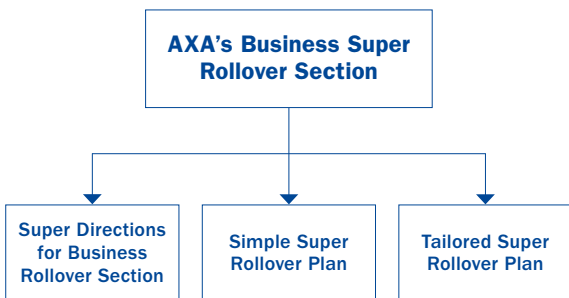 AXA's Business Super
Rollover Section
Super Directions
for Business
Rollover Section
Simple Super
Rollover Plan
Tailored Super
Rollover Plan